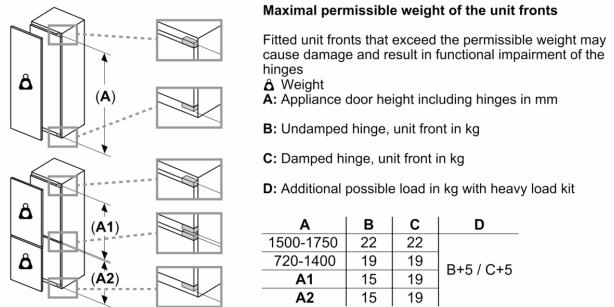 Maximal permissible weight of the unit fronts
Fitted unit fronts that exceed the permissible weight may
cause damage and result in functional impairment of the
hinges
Weight
A: Appliance door height including hinges in mm
B: Undamped hinge, unit front in kg
C: Damped hinge, unit front in kg
D: Additional possible load in kg with heavy load kit
(A)
(A1)
(A2)
A B C D
1500-1750 22 22
720-1400 19 19
B+5 / C+5
A1 15 19
A2 15 19